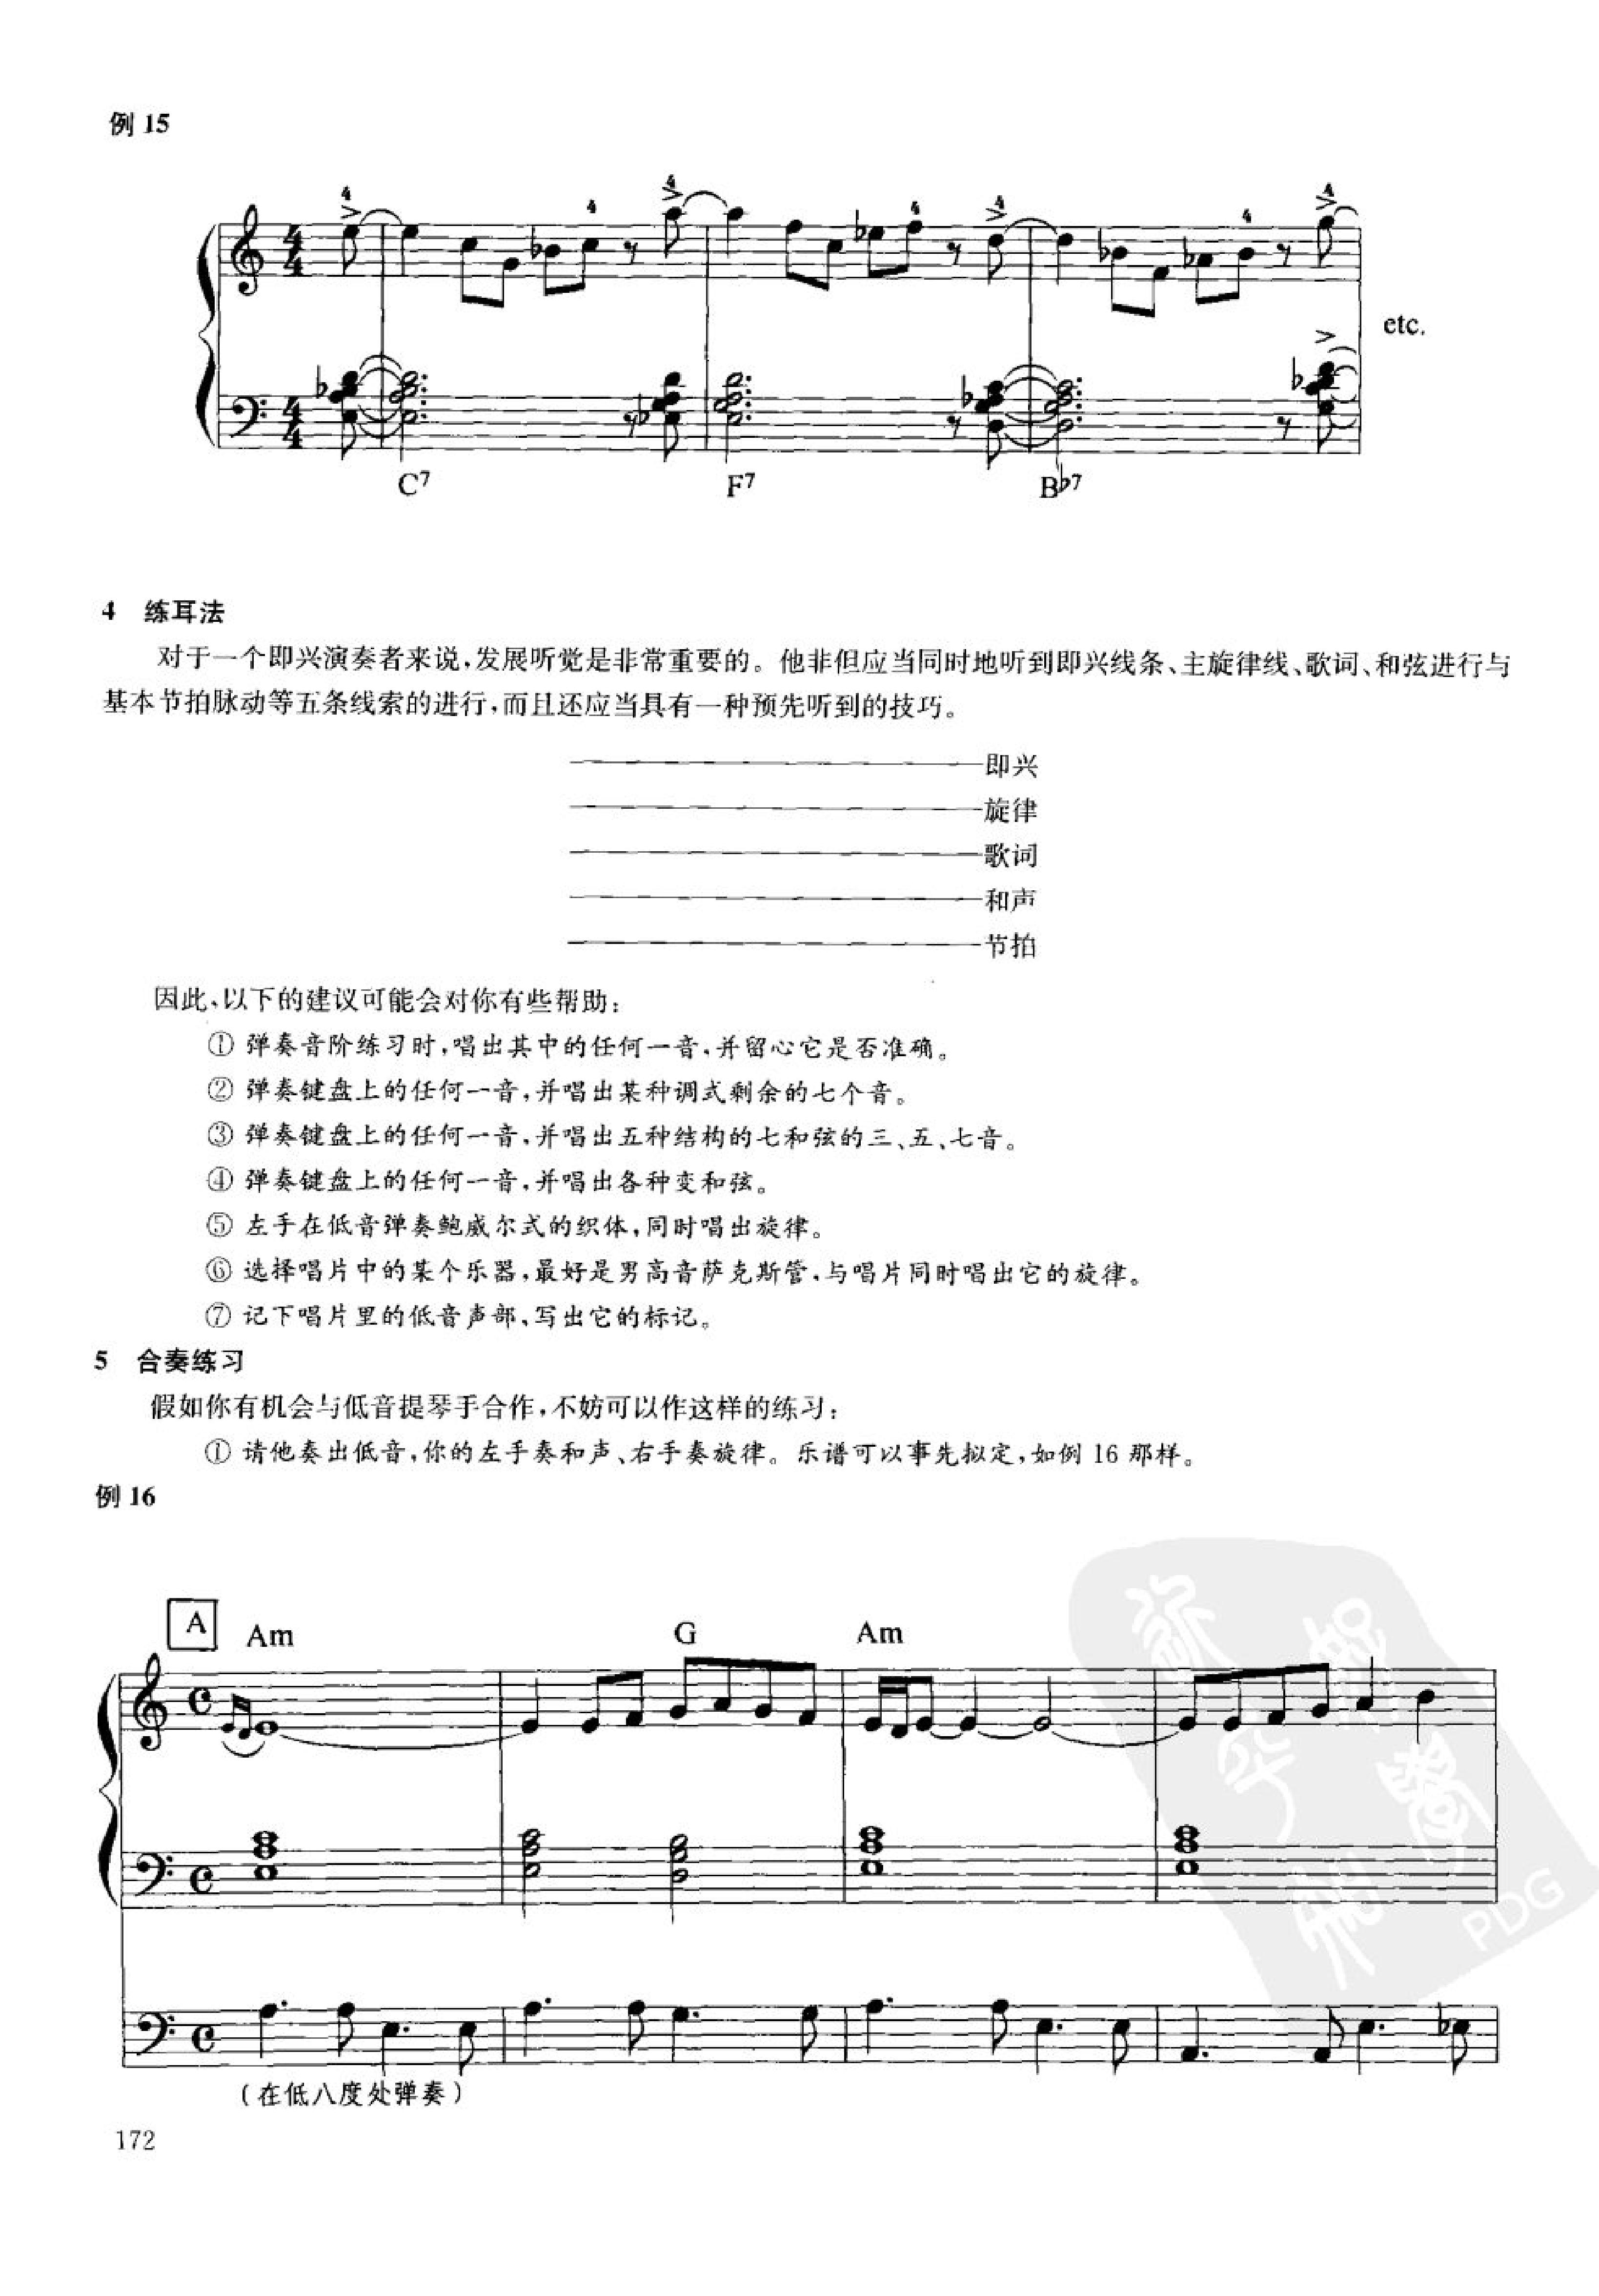 例 15
4
4
4
4
4
4
4
etc.
C7
F7
B♭7
4 练耳法
对于一个即兴演奏者来说,发展听觉是非常重要的。他非但应当同时地听到即兴线条、主旋律线、歌词、和弦进行与
基本节拍脉动等五条线索的进行,而且还应当具有一种预先听到的技巧。
即兴
旋律
歌词
和声
节拍
因此,以下的建议可能会对你有些帮助:
① 弹奏音阶练习时,唱出其中的任何一音,并留心它是否准确。
② 弹奏键盘上的任何一音,并唱出某种调式剩余的七个音。
③ 弹奏键盘上的任何一音,并唱出五种结构的七和弦的三、五、七音。
④ 弹奏键盘上的任何一音,并唱出各种变和弦。
⑤ 左手在低音弹奏鲍威尔式的织体,同时唱出旋律。
⑥ 选择唱片中的某个乐器,最好是男高音萨克斯管,与唱片同时唱出它的旋律。
⑦ 记下唱片里的低音声部,写出它的标记。
5 合奏练习
假如你有机会与低音提琴手合作,不妨可以作这样的练习:
① 请他奏出低音,你的左手奏和声、右手奏旋律。乐谱可以事先拟定,如例 16 那样。
例 16
A Am G Am
(在低八度处弹奏)
172
PDG